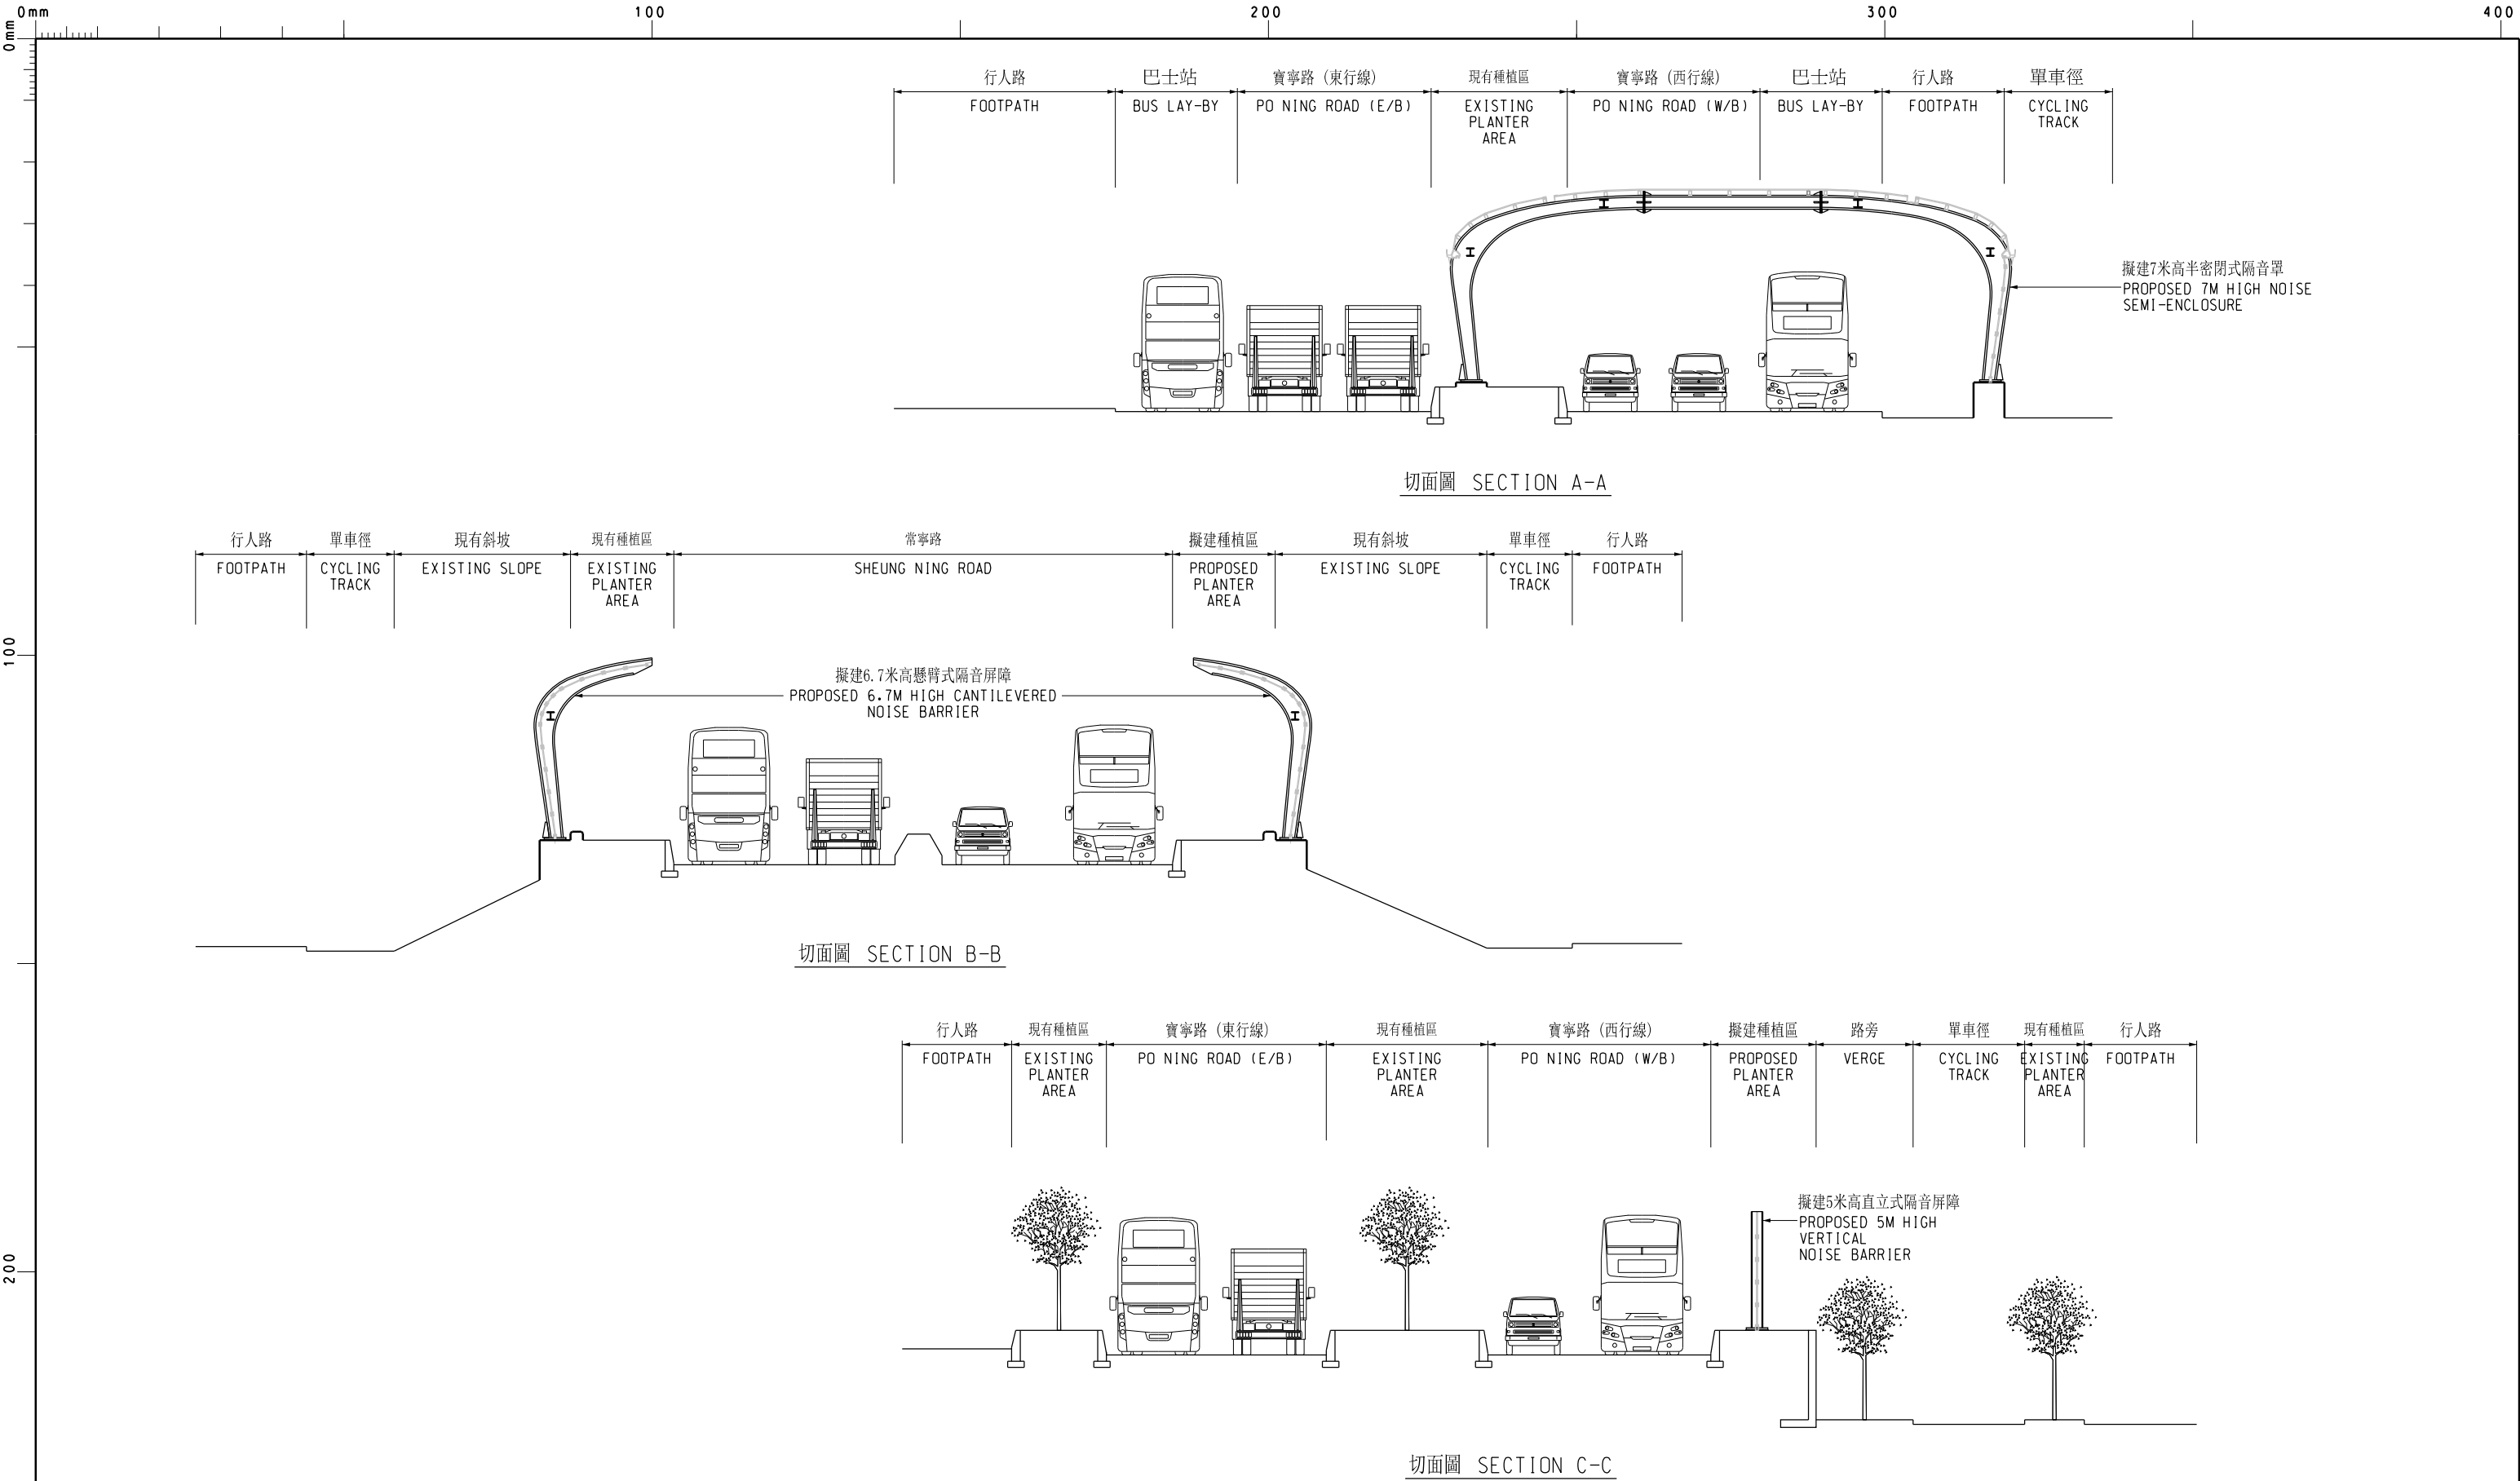 0mm 100 200 300 400
0mm
100
200
行人路 巴士站 寶寧路 (東行線) 現有種植區 寶寧路 (西行線) 巴士站 行人路 單車徑
FOOTPATH BUS LAY-BY PO NING ROAD (E/B) EXISTING PO NING ROAD (W/B) BUS LAY-BY FOOTPATH CYCLING
PLANTER TRACK
AREA
擬建7米高半密閉式隔音罩
PROPOSED 7M HIGH NOISE
SEMI-ENCLOSURE
切面圖 SECTION A-A
行人路 單車徑 現有斜坡 現有種植區 常寧路 擬建種植區 現有斜坡 單車徑 行人路
FOOTPATH CYCLING EXISTING SLOPE EXISTING SHEUNG NING ROAD PROPOSED EXISTING SLOPE CYCLING FOOTPATH
TRACK PLANTER PLANTER TRACK
AREA AREA
擬建6.7米高懸臂式隔音屏障
PROPOSED 6.7M HIGH CANTILEVERED
NOISE BARRIER
切面圖 SECTION B-B
行人路 現有種植區 寶寧路 (東行線) 現有種植區 寶寧路 (西行線) 擬建種植區 路旁 單車徑 現有種植區 行人路
FOOTPATH EXISTING PO NING ROAD (E/B) EXISTING PO NING ROAD (W/B) PROPOSED VERGE CYCLING EXISTING FOOTPATH
PLANTER PLANTER PLANTER TRACK PLANTER
AREA AREA AREA AREA
擬建5米高直立式隔音屏障
PROPOSED 5M HIGH
VERTICAL
NOISE BARRIER
切面圖 SECTION C-C